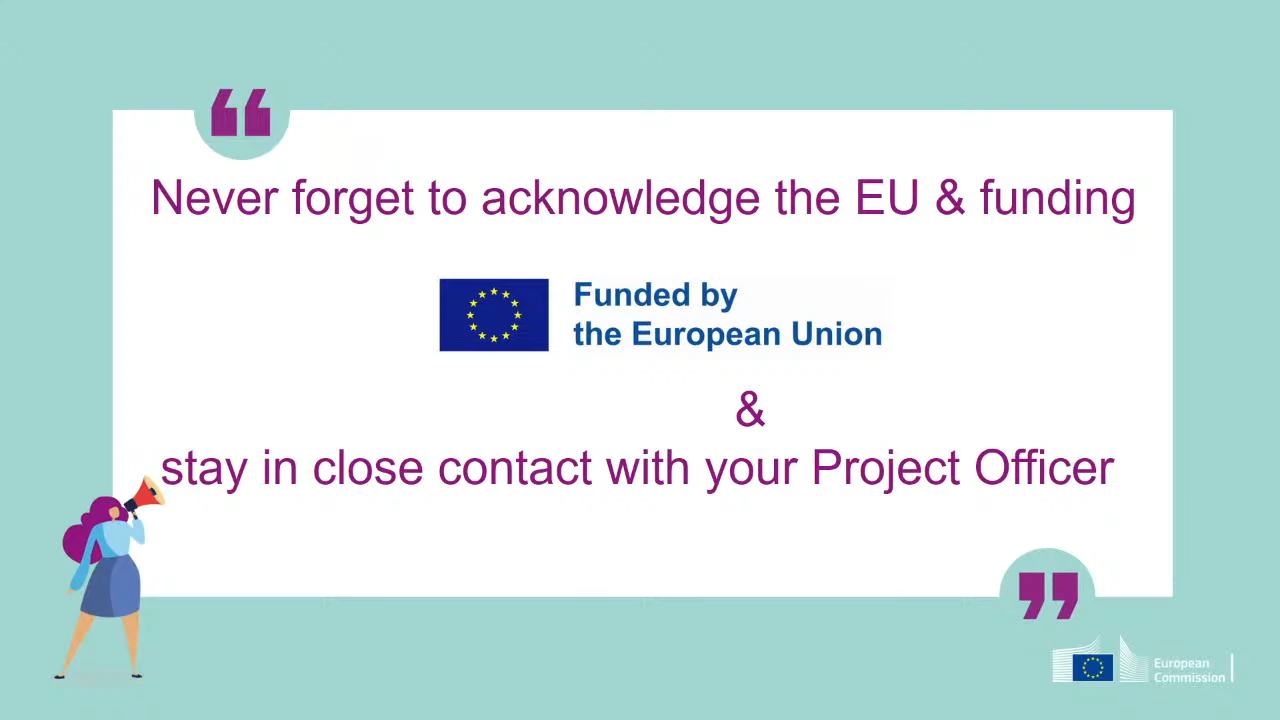 “
Never forget to acknowledge the EU & funding
Funded by
the European Union
&
stay in close contact with your Project Officer
”
European
Commission